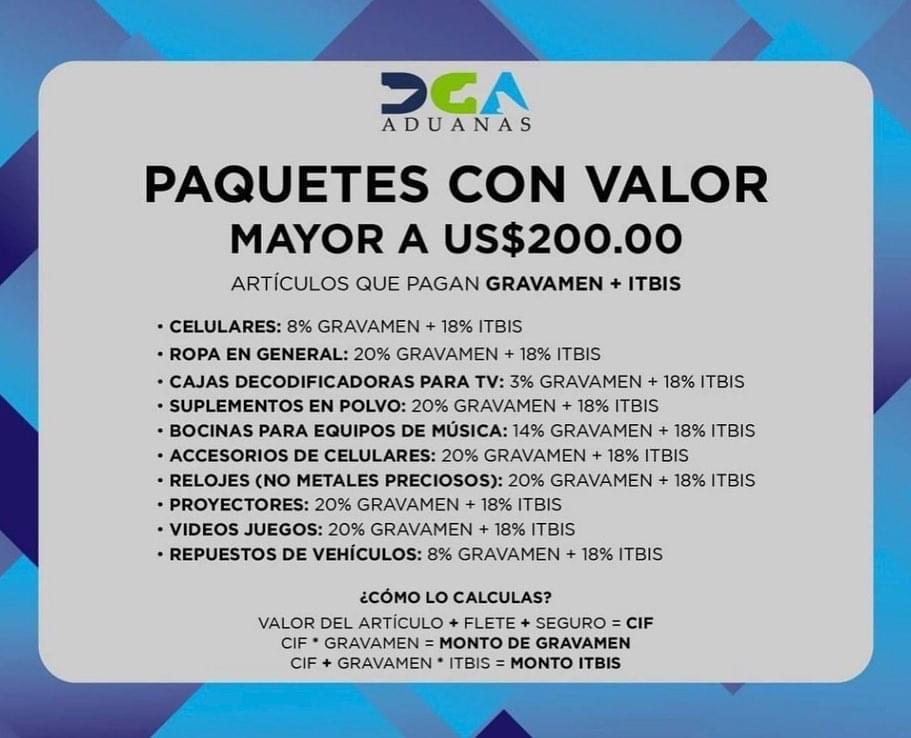 DGA
ADUANAS
PAQUETES CON VALOR
MAYOR A US$200.00
ARTÍCULOS QUE PAGAN GRAVAMEN + ITBIS
• CELULARES: 8% GRAVAMEN + 18% ITBIS
• ROPA EN GENERAL: 20% GRAVAMEN + 18% ITBIS
• CAJAS DECODIFICADORAS PARA TV: 3% GRAVAMEN + 18% ITBIS
• SUPLEMENTOS EN POLVO: 20% GRAVAMEN + 18% ITBIS
• BOCINAS PARA EQUIPOS DE MÚSICA: 14% GRAVAMEN + 18% ITBIS
• ACCESORIOS DE CELULARES: 20% GRAVAMEN + 18% ITBIS
• RELOJES (NO METALES PRECIOSOS): 20% GRAVAMEN + 18% ITBIS
• PROYECTORES: 20% GRAVAMEN + 18% ITBIS
• VIDEOS JUEGOS: 20% GRAVAMEN + 18% ITBIS
• REPUESTOS DE VEHÍCULOS: 8% GRAVAMEN + 18% ITBIS
¿CÓMO LO CALCULAS?
VALOR DEL ARTÍCULO + FLETE + SEGURO = CIF
CIF * GRAVAMEN = MONTO DE GRAVAMEN
CIF + GRAVAMEN * ITBIS = MONTO ITBIS